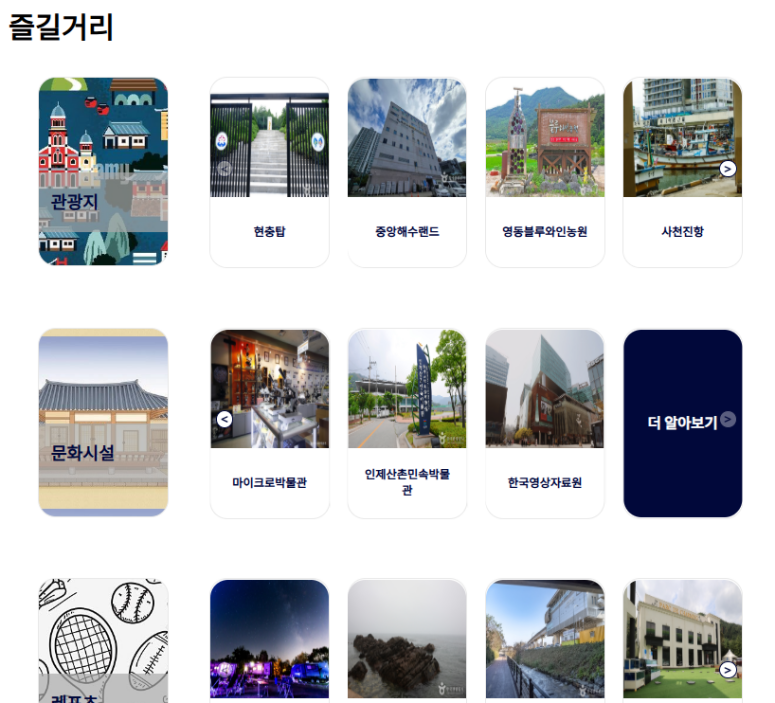 즐길거리
관광지
현충탑
중앙해수랜드
영동블루와인농원
사천진항
문화시설
마이크로박물관
인제산촌민속박물
관
한국영상자료원
더 알아보기
레포츠